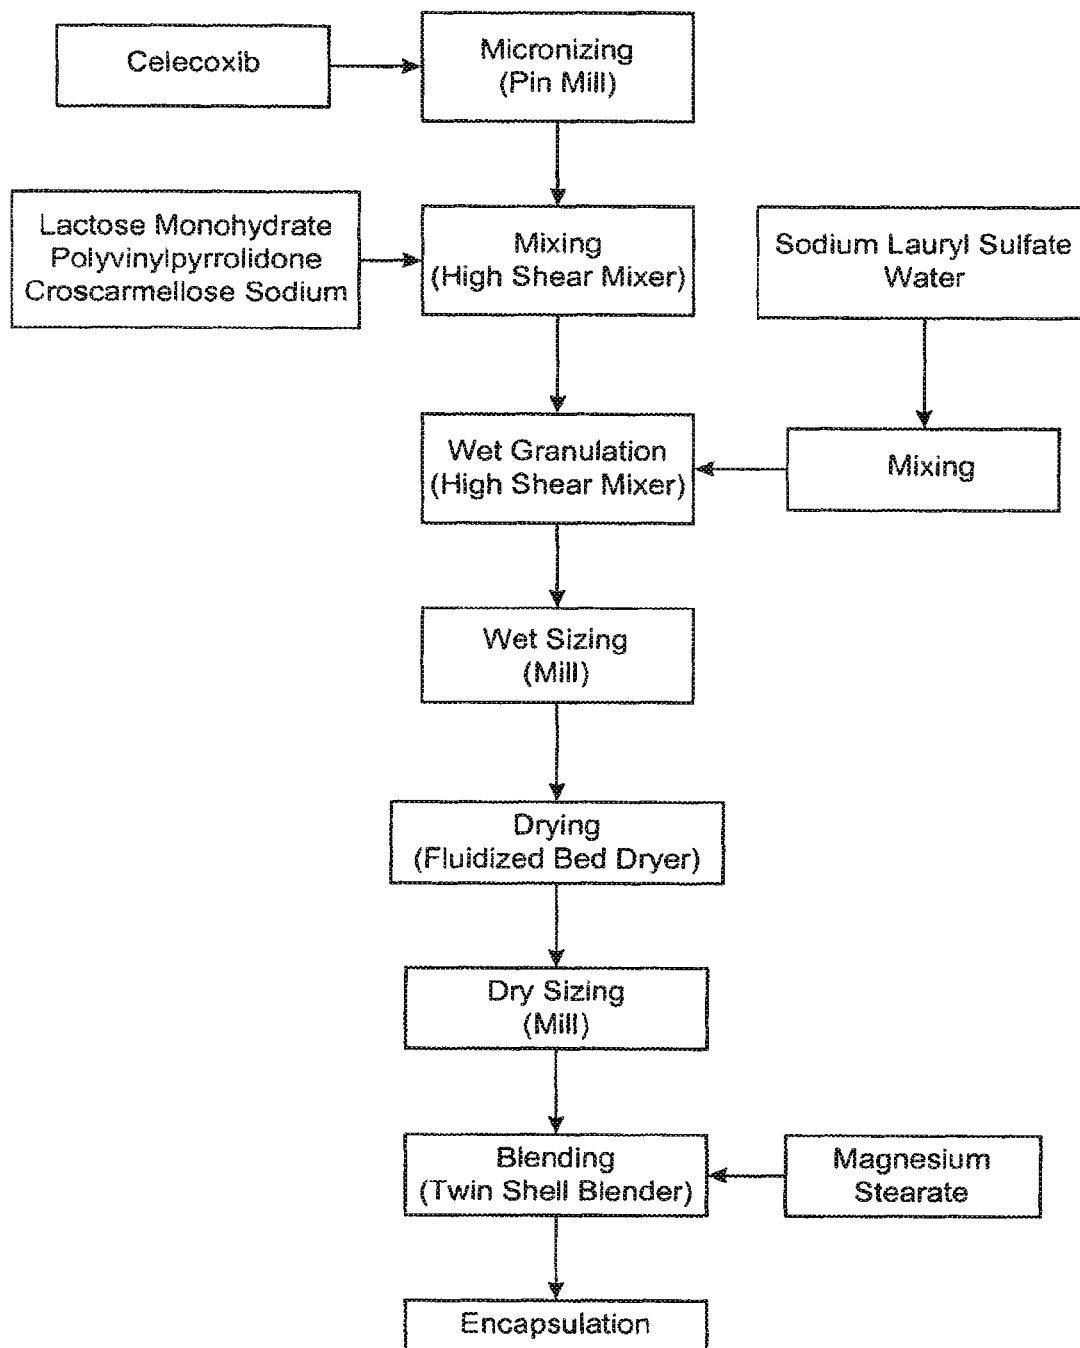 Celecoxib
Micronizing
(Pin Mill)
Lactose Monohydrate
Polyvinylpyrrolidone
Croscarmellose Sodium
Mixing
(High Shear Mixer)
Sodium Lauryl Sulfate
Water
Wet Granulation
(High Shear Mixer)
Mixing
Wet Sizing
(Mill)
Drying
(Fluidized Bed Dryer)
Dry Sizing
(Mill)
Blending
(Twin Shell Blender)
Magnesium
Stearate
Encapsulation